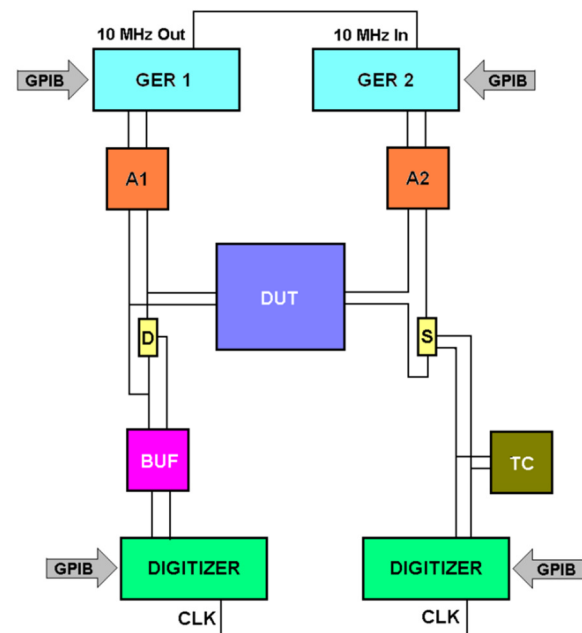 10 MHz Out
10 MHz In
GPIB
GER 1
GER 2
GPIB
A1
A2
DUT
D
S
BUF
TC
GPIB
DIGITIZER
DIGITIZER
GPIB
CLK
CLK